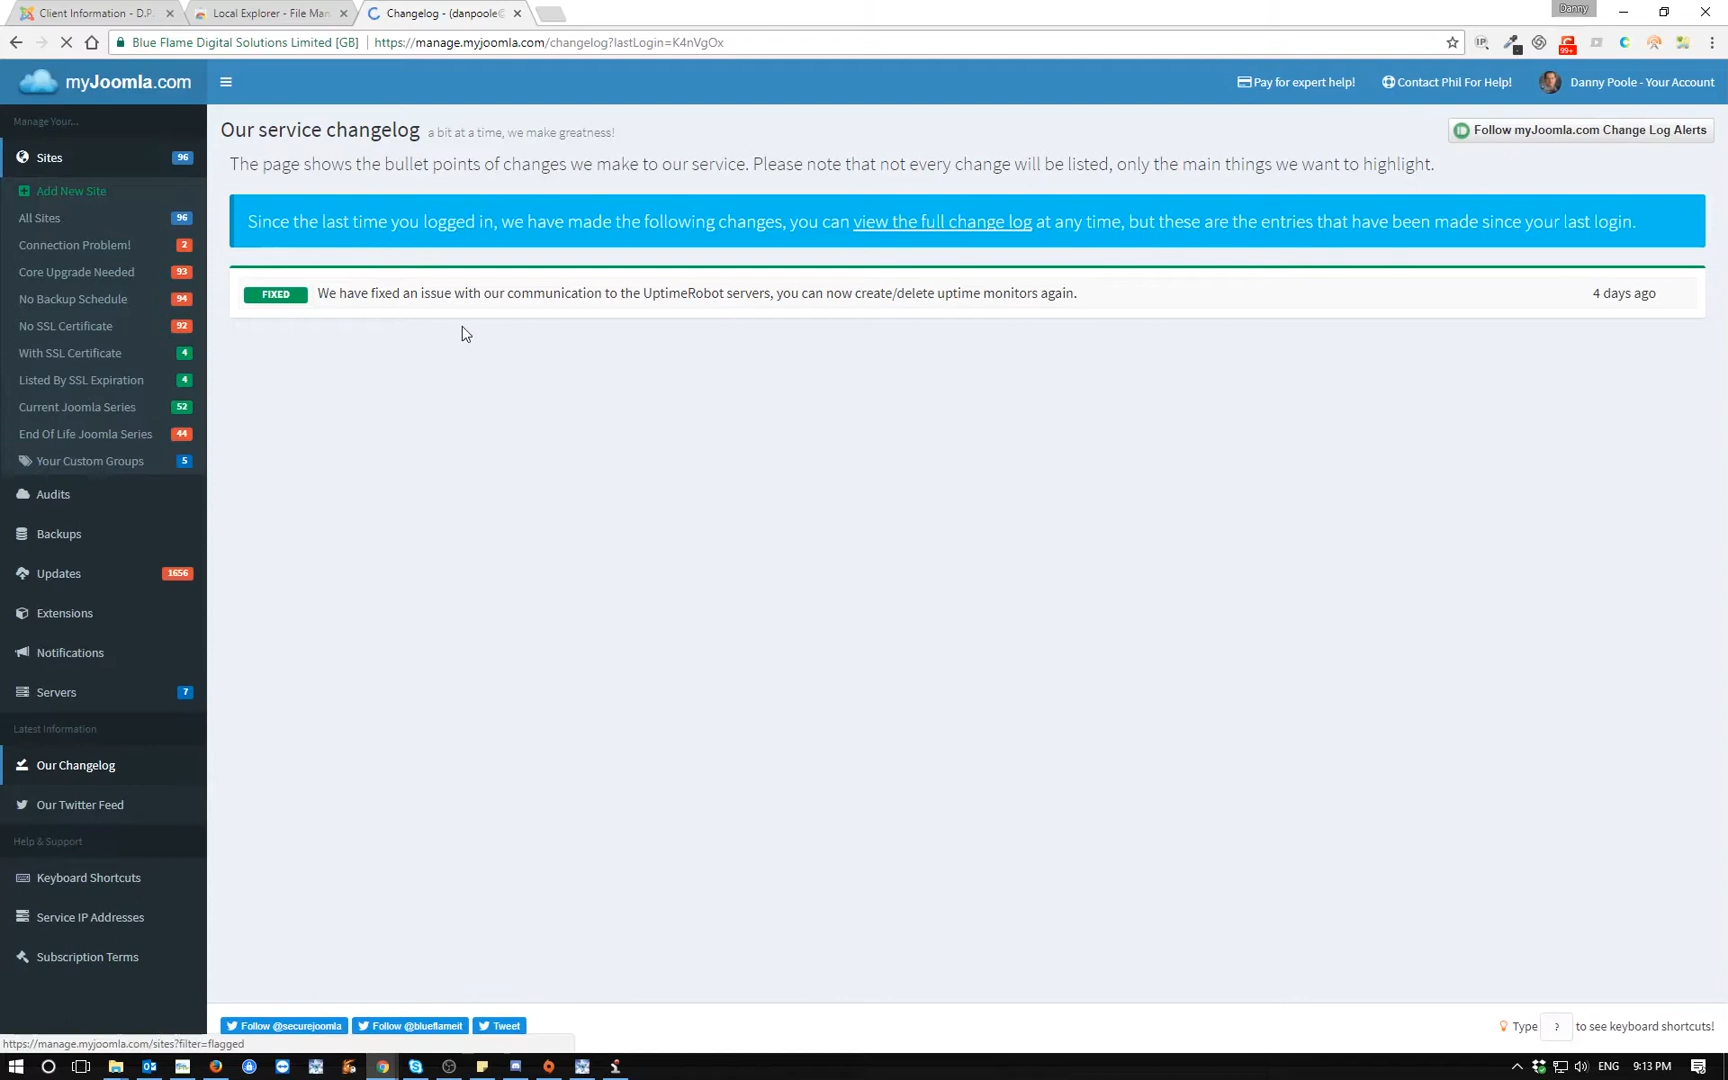 Client Information - D.P.
Local Explorer - File Man
Changelog - (danpoole@
Danny
Blue Flame Digital Solutions Limited [GB]
https://manage.myjoomla.com/changelog?lastLogin=K4nVgOx
99+
myJoomla.com
Pay for expert help!
Contact Phil For Help!
Danny Poole - Your Account
Manage Your...
Sites 96
Add New Site
All Sites 96
Connection Problem! 2
Core Upgrade Needed 93
No Backup Schedule 94
No SSL Certificate 92
With SSL Certificate 4
Listed By SSL Expiration 4
Current Joomla Series 52
End Of Life Joomla Series 44
Your Custom Groups 5
Audits
Backups
Updates 1656
Extensions
Notifications
Servers 7
Latest Information
Our Changelog
Our Twitter Feed
Help & Support
Keyboard Shortcuts
Service IP Addresses
Subscription Terms
Our service changelog a bit at a time, we make greatness!
Follow myJoomla.com Change Log Alerts
The page shows the bullet points of changes we make to our service. Please note that not every change will be listed, only the main things we want to highlight.
Since the last time you logged in, we have made the following changes, you can view the full change log at any time, but these are the entries that have been made since your last login.
FIXED We have fixed an issue with our communication to the UptimeRobot servers, you can now create/delete uptime monitors again. 4 days ago
Follow @securejoomla
Follow @blueflameit
Tweet
Type ? to see keyboard shortcuts!
https://manage.myjoomla.com/sites?filter=flagged
ENG
9:13 PM